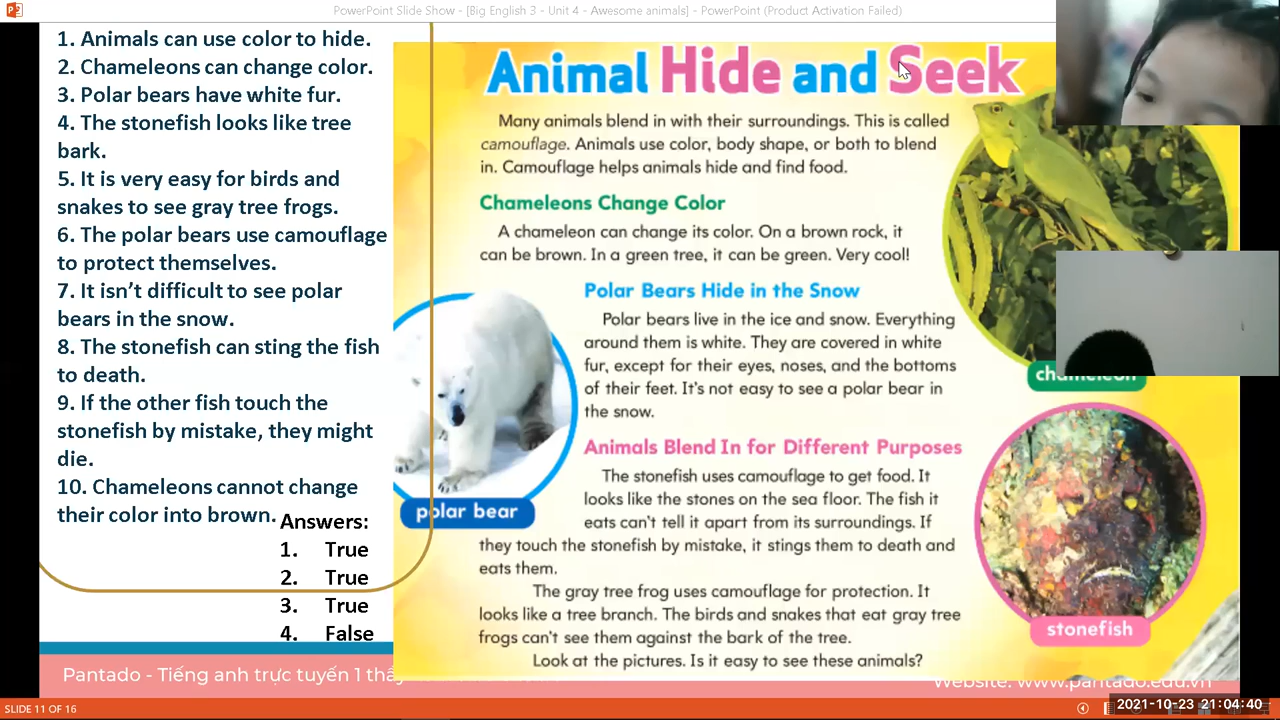 PowerPoint Slide Show - [Big English 3 - Unit 4 - Awesome animals] - PowerPoint (Product Activation Failed)
1. Animals can use color to hide.
2. Chameleons can change color.
3. Polar bears have white fur.
4. The stonefish looks like tree
bark.
5. It is very easy for birds and
snakes to see gray tree frogs.
6. The polar bears use camouflage
to protect themselves.
7. It isn't difficult to see polar
bears in the snow.
8. The stonefish can sting the fish
to death.
9. If the other fish touch the
stonefish by mistake, they might
die.
10. Chameleons cannot change
their color into brown.
Answers:
1. True
2. True
3. True
4. False
Animal Hide and Seek
Many animals blend in with their surroundings. This is called
camouflage. Animals use color, body shape, or both to blend
in. Camouflage helps animals hide and find food.
Chameleons Change Color
A chameleon can change its color. On a brown rock, it
can be brown. In a green tree, it can be green. Very cool!
chameleon
Polar Bears Hide in the Snow
Polar bears live in the ice and snow. Everything
around them is white. They are covered in white
fur, except for their eyes, noses, and the bottoms
of their feet. It's not easy to see a polar bear in
the snow.
polar bear
Animals Blend In for Different Purposes
The stonefish uses camouflage to get food. It
looks like the stones on the sea floor. The fish it
eats can't tell it apart from its surroundings. If
they touch the stonefish by mistake, it stings them to death and
eats them.
The gray tree frog uses camouflage for protection. It
looks like a tree branch. The birds and snakes that eat gray tree
frogs can't see them against the bark of the tree.
Look at the pictures. Is it easy to see these animals?
stonefish
Pantado - Tiếng anh trực tuyến 1
Website: www.pantado.edu.vn
SLIDE 11 OF 16
2021-10-23 21:04:40